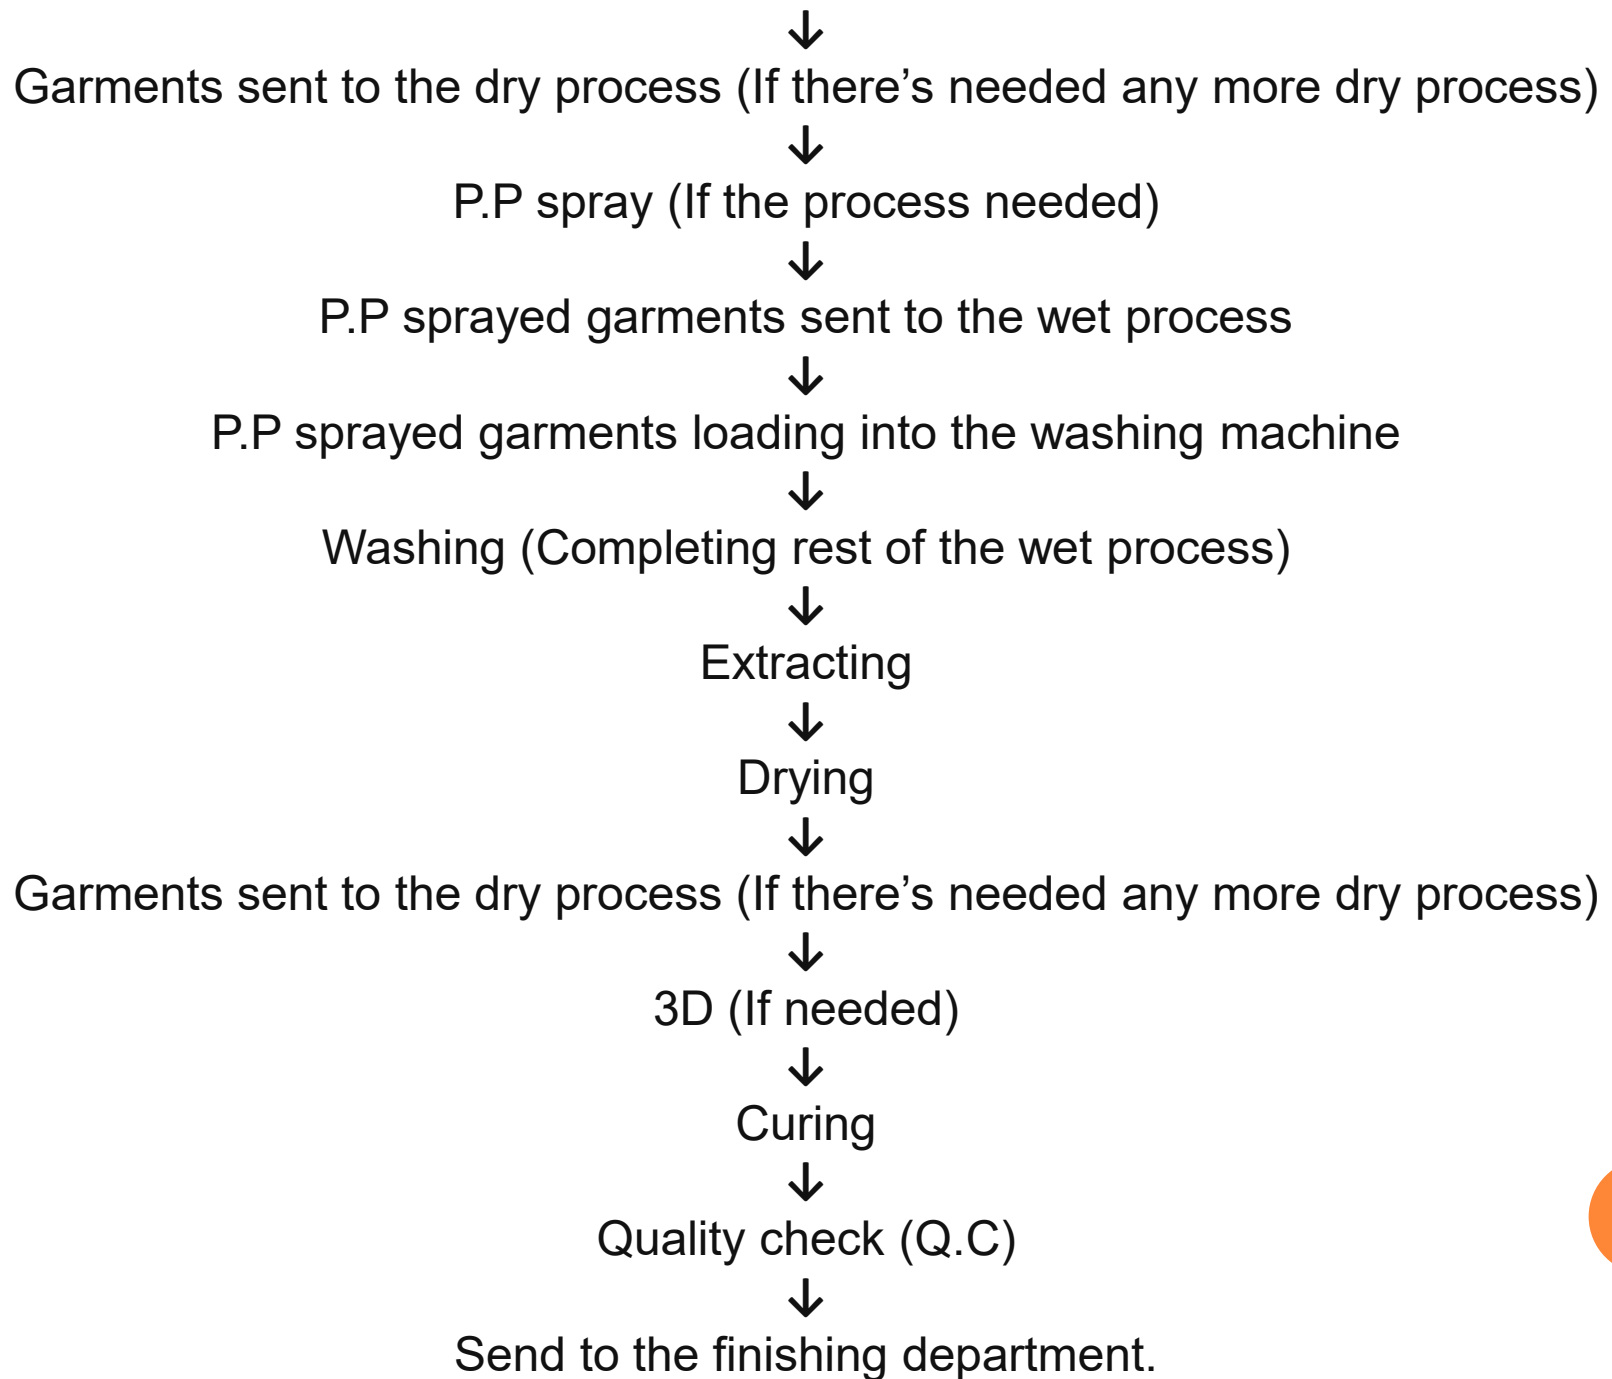 ↓
Garments sent to the dry process (If there’s needed any more dry process)
↓
P.P spray (If the process needed)
↓
P.P sprayed garments sent to the wet process
↓
P.P sprayed garments loading into the washing machine
↓
Washing (Completing rest of the wet process)
↓
Extracting
↓
Drying
↓
Garments sent to the dry process (If there’s needed any more dry process)
↓
3D (If needed)
↓
Curing
↓
Quality check (Q.C)
↓
Send to the finishing department.